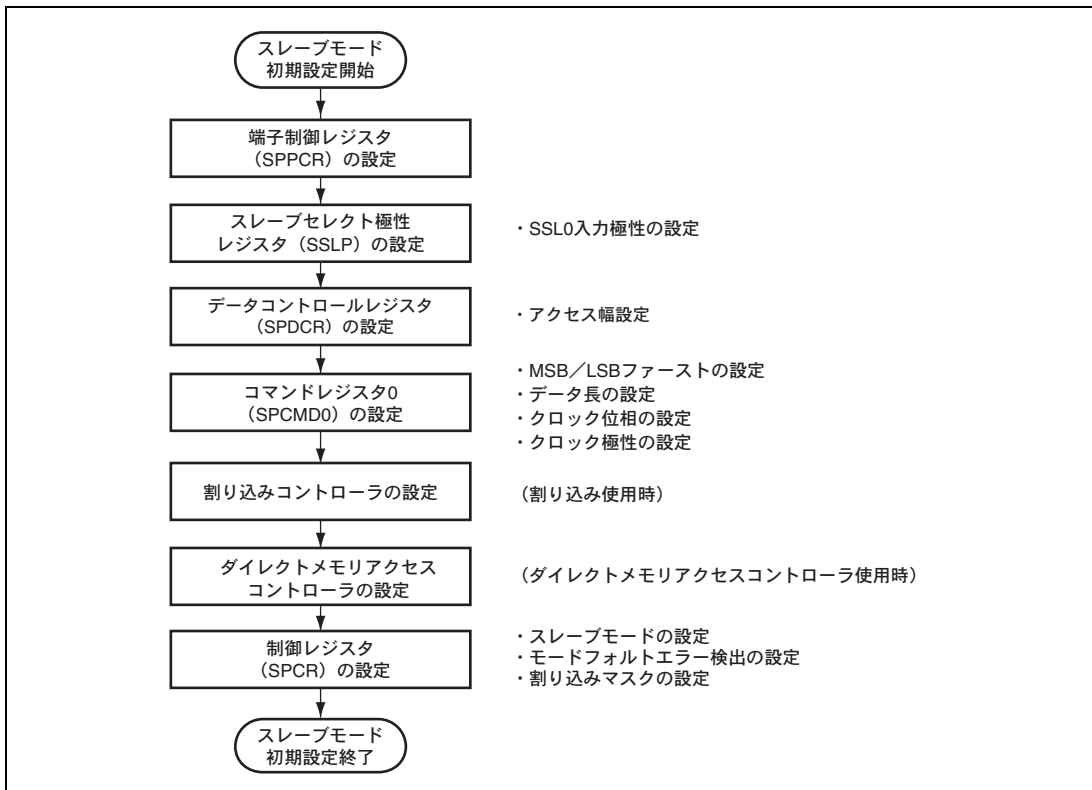 スレーブモード
初期設定開始
端子制御レジスタ
（SPPCR）の設定
スレーブセレクト極性
レジスタ（SSLP）の設定
・SSL0入力極性の設定
データコントロールレジスタ
（SPDCR）の設定
・アクセス幅設定
コマンドレジスタ0
（SPCMD0）の設定
・MSB／LSBファーストの設定
・データ長の設定
・クロック位相の設定
・クロック極性の設定
割り込みコントローラの設定
（割り込み使用時）
ダイレクトメモリアクセス
コントローラの設定
（ダイレクトメモリアクセスコントローラ使用時）
制御レジスタ
（SPCR）の設定
・スレーブモードの設定
・モードフォルトエラー検出の設定
・割り込みマスクの設定
スレーブモード
初期設定終了